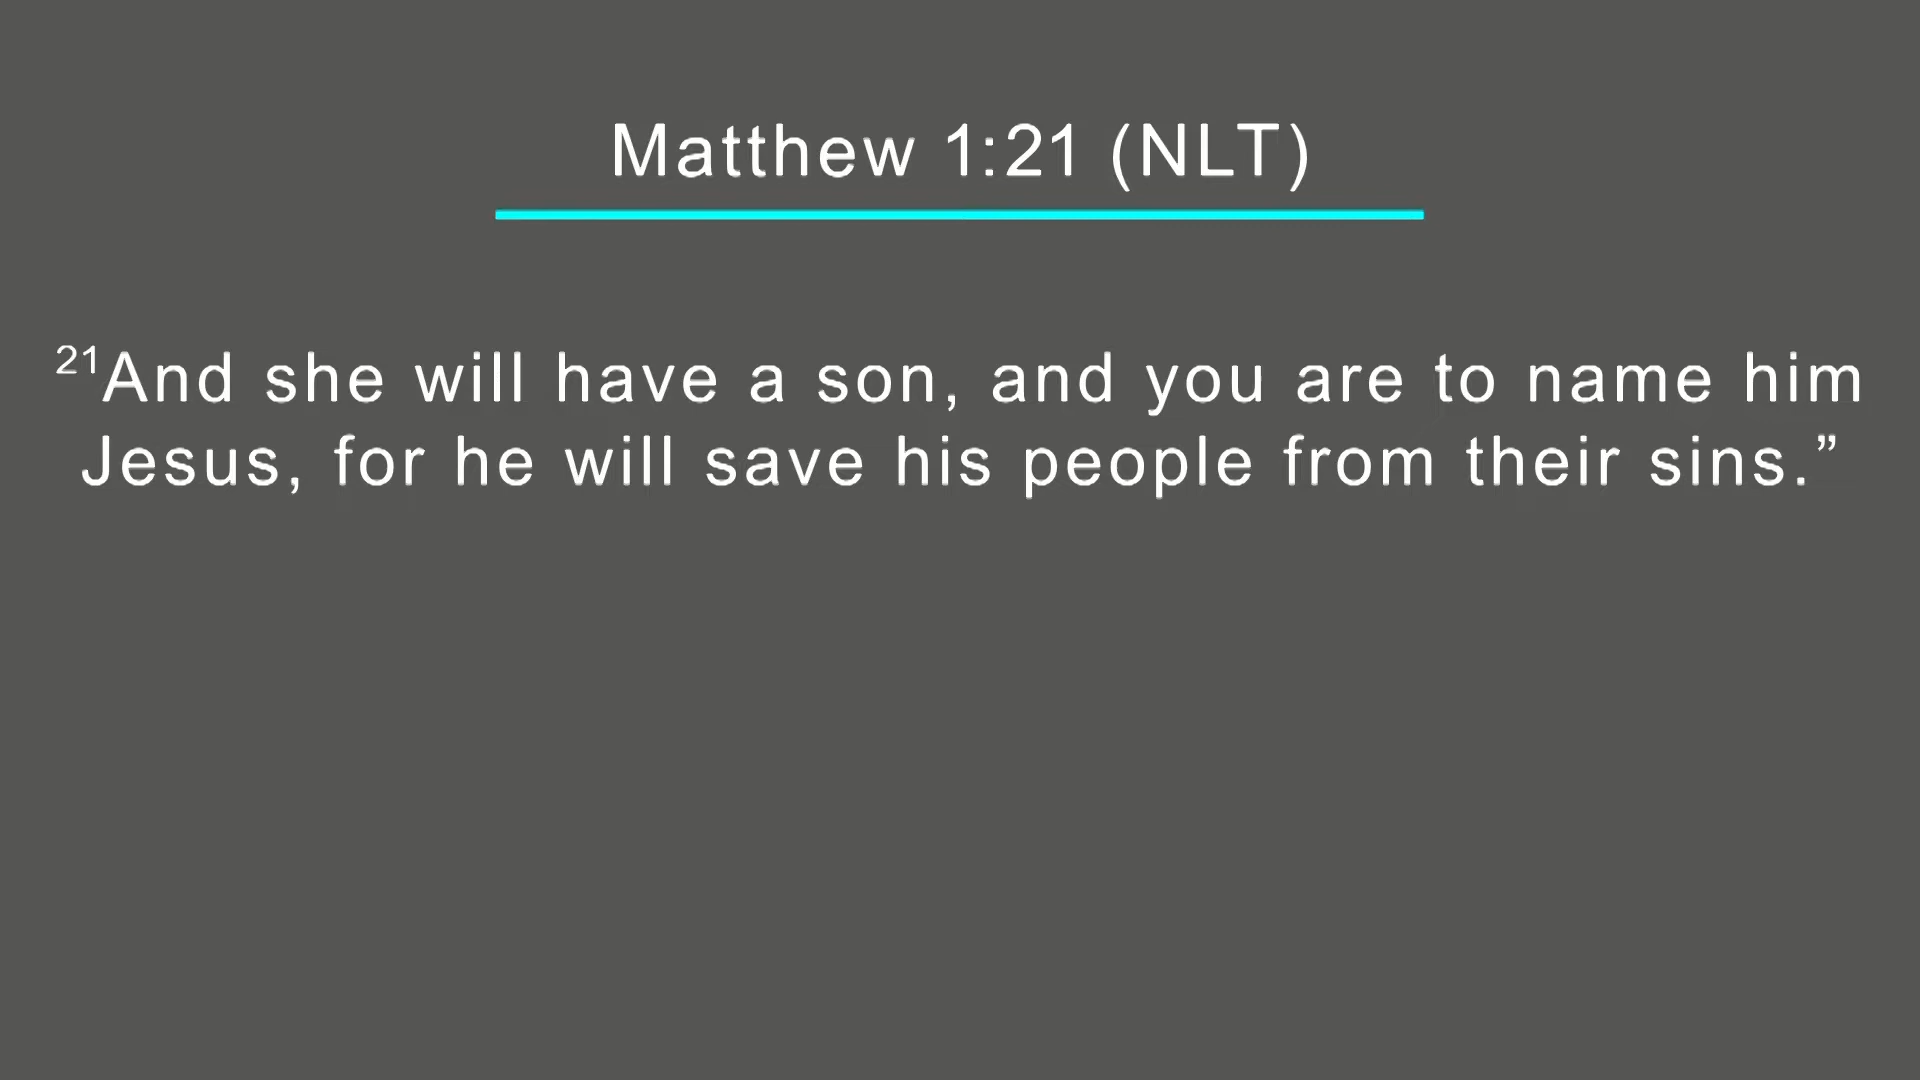 Matthew 1:21 (NLT)
²¹And she will have a son, and you are to name him
Jesus, for he will save his people from their sins.”